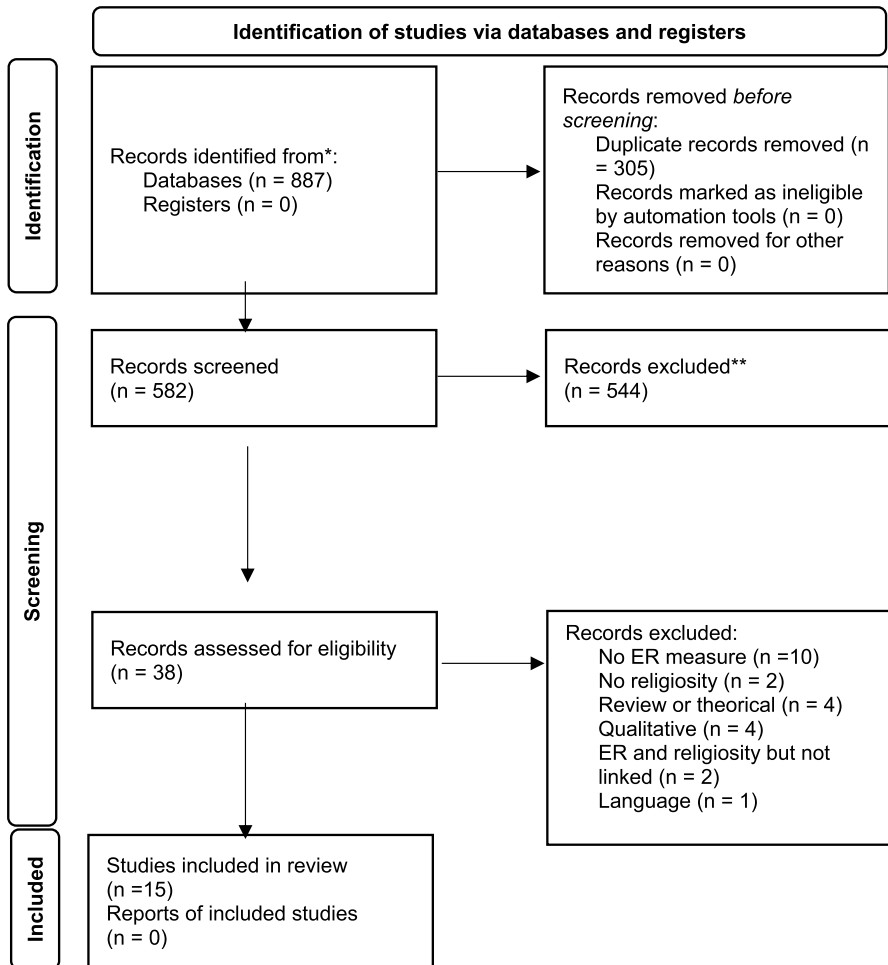 Identification of studies via databases and registers
Identification
Records identified from*:
Databases (n = 887)
Registers (n = 0)
Records removed before
screening:
Duplicate records removed (n
= 305)
Records marked as ineligible
by automation tools (n = 0)
Records removed for other
reasons (n = 0)
Screening
Records screened
(n = 582)
Records excluded**
(n = 544)
Records assessed for eligibility
(n = 38)
Records excluded:
No ER measure (n =10)
No religiosity (n = 2)
Review or theorical (n = 4)
Qualitative (n = 4)
ER and religiosity but not
linked (n = 2)
Language (n = 1)
Included
Studies included in review
(n =15)
Reports of included studies
(n = 0)